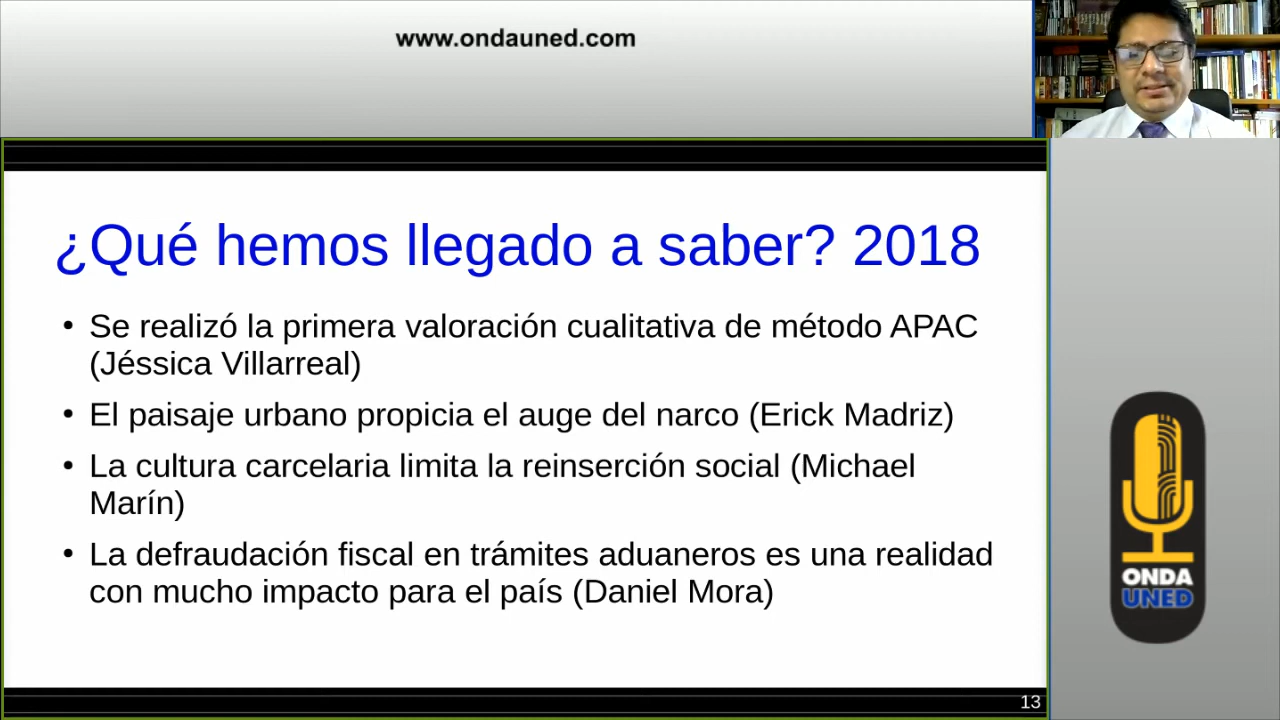 www.ondauned.com
¿Qué hemos llegado a saber? 2018
• Se realizó la primera valoración cualitativa de método APAC
(Jéssica Villarreal)
• El paisaje urbano propicia el auge del narco (Erick Madriz)
• La cultura carcelaria limita la reinserción social (Michael
Marín)
• La defraudación fiscal en trámites aduaneros es una realidad
con mucho impacto para el país (Daniel Mora)
ONDA
UNED
13